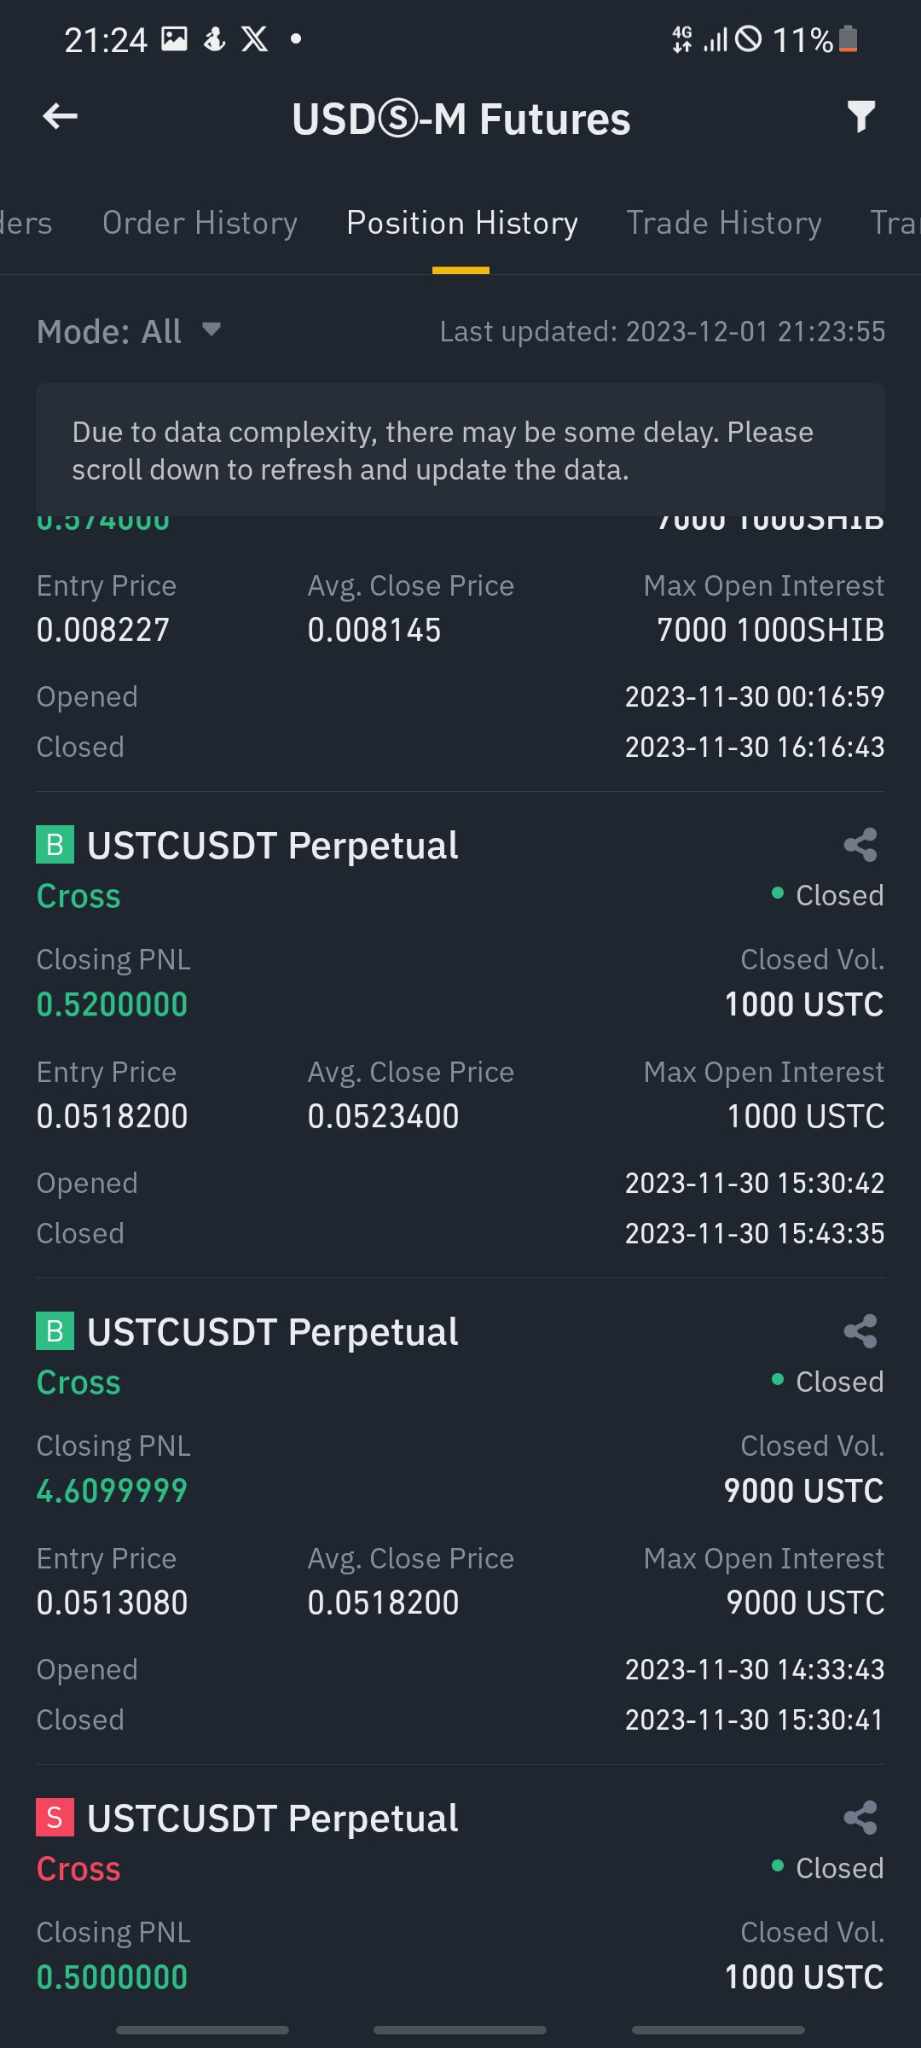 21:24
4G 11%
USDⓈ-M Futures
ders Order History Position History Trade History Tra
Mode: All Last updated: 2023-12-01 21:23:55
Due to data complexity, there may be some delay. Please
scroll down to refresh and update the data.
0.574000 7000 1000SHIB
Entry Price Avg. Close Price Max Open Interest
0.008227 0.008145 7000 1000SHIB
Opened 2023-11-30 00:16:59
Closed 2023-11-30 16:16:43
B USTCUSDT Perpetual
Cross Closed
Closing PNL Closed Vol.
0.5200000 1000 USTC
Entry Price Avg. Close Price Max Open Interest
0.0518200 0.0523400 1000 USTC
Opened 2023-11-30 15:30:42
Closed 2023-11-30 15:43:35
B USTCUSDT Perpetual
Cross Closed
Closing PNL Closed Vol.
4.6099999 9000 USTC
Entry Price Avg. Close Price Max Open Interest
0.0513080 0.0518200 9000 USTC
Opened 2023-11-30 14:33:43
Closed 2023-11-30 15:30:41
S USTCUSDT Perpetual
Cross Closed
Closing PNL Closed Vol.
0.5000000 1000 USTC